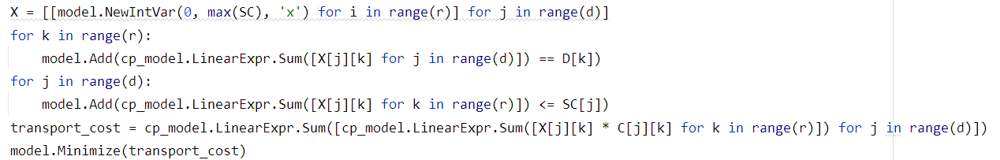 X = [[model.NewIntVar(0, max(SC), 'x') for i in range(r)] for j in range(d)]
for k in range(r):
    model.Add(cp_model.LinearExpr.Sum([X[j][k] for j in range(d)]) == D[k])
for j in range(d):
    model.Add(cp_model.LinearExpr.Sum([X[j][k] for k in range(r)]) <= SC[j])
transport_cost = cp_model.LinearExpr.Sum([cp_model.LinearExpr.Sum([X[j][k] * C[j][k] for k in range(r)]) for j in range(d)])
model.Minimize(transport_cost)